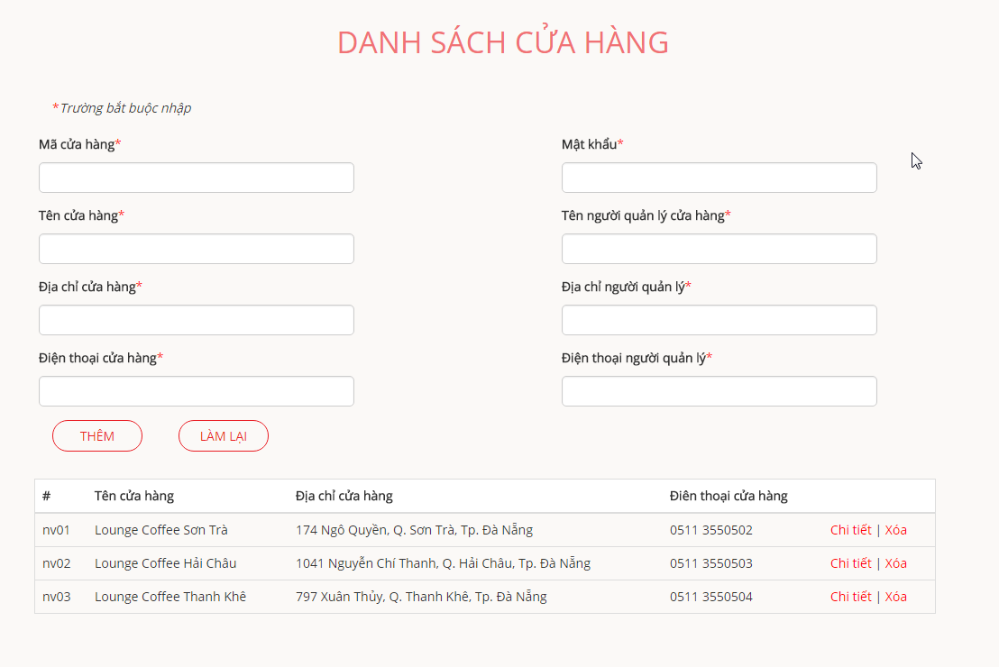 DANH SÁCH CỬA HÀNG
*Trường bắt buộc nhập
Mã cửa hàng* Mật khẩu*
Tên cửa hàng* Tên người quản lý cửa hàng*
Địa chỉ cửa hàng* Địa chỉ người quản lý*
Điện thoại cửa hàng* Điện thoại người quản lý*
THÊM LÀM LẠI
# Tên cửa hàng Địa chỉ cửa hàng Điên thoại cửa hàng
nv01 Lounge Coffee Sơn Trà 174 Ngô Quyền, Q. Sơn Trà, Tp. Đà Nẵng 0511 3550502 Chi tiết | Xóa
nv02 Lounge Coffee Hải Châu 1041 Nguyễn Chí Thanh, Q. Hải Châu, Tp. Đà Nẵng 0511 3550503 Chi tiết | Xóa
nv03 Lounge Coffee Thanh Khê 797 Xuân Thủy, Q. Thanh Khê, Tp. Đà Nẵng 0511 3550504 Chi tiết | Xóa